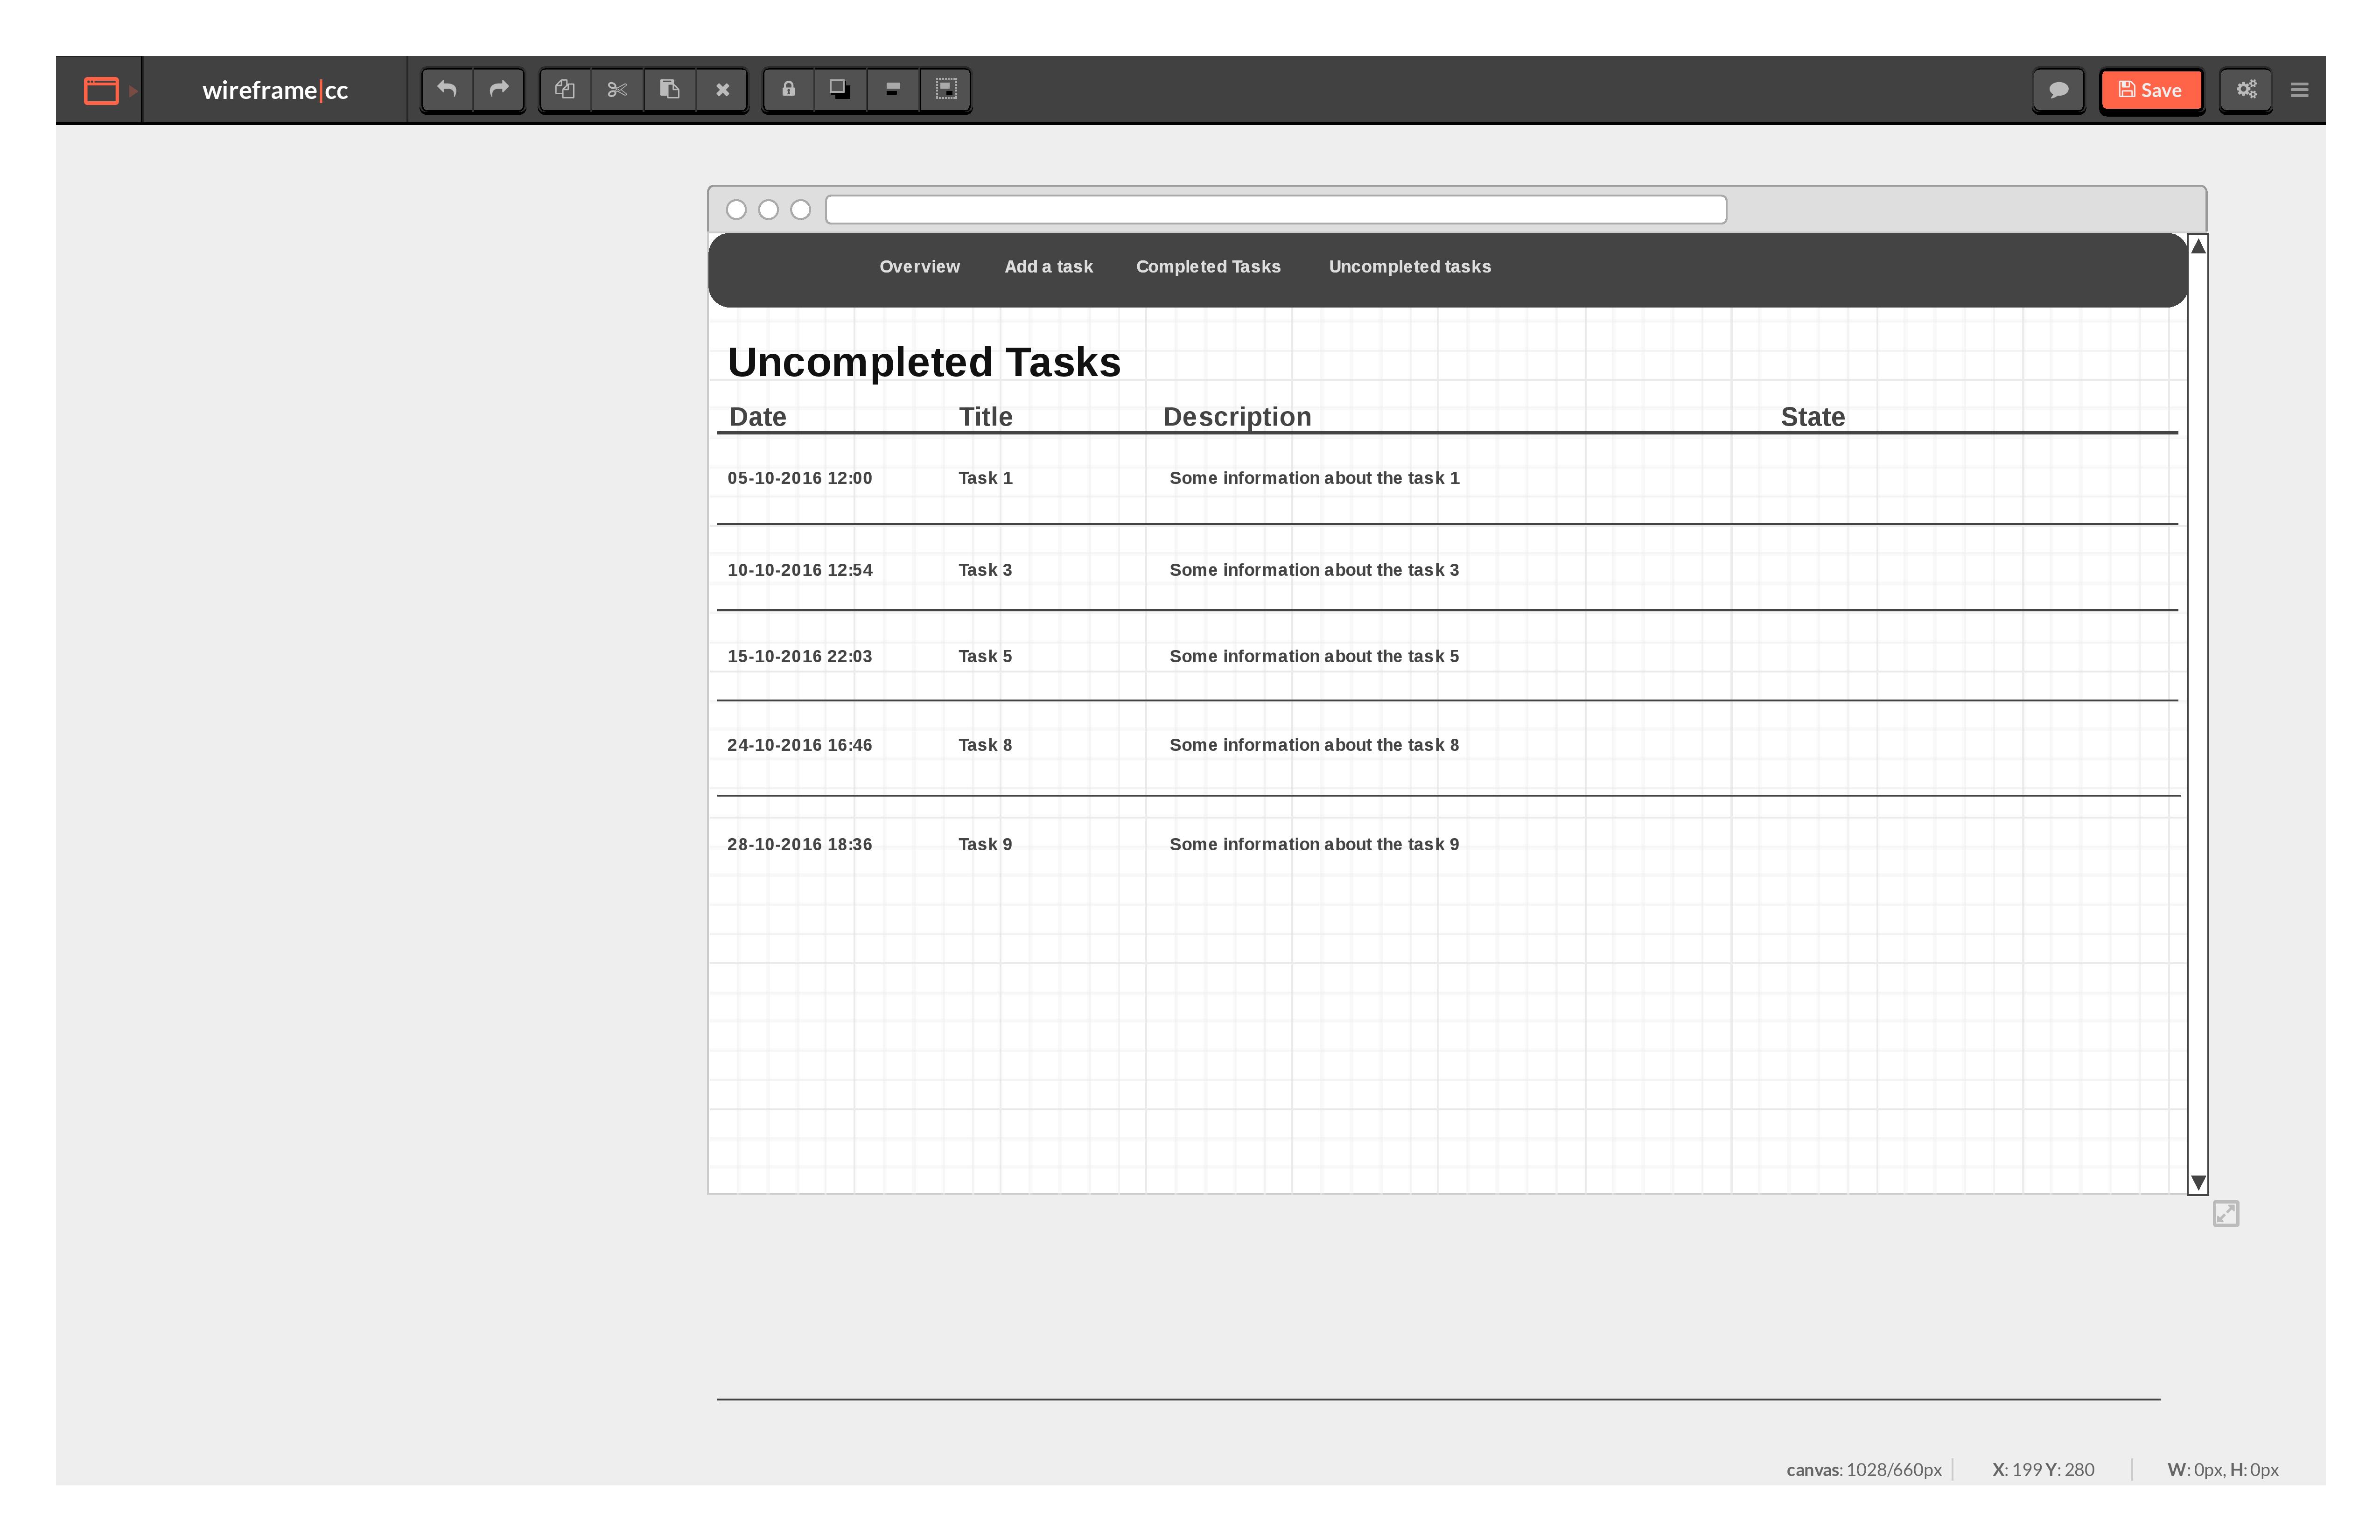 wireframe|cc
Save
Overview Add a task Completed Tasks Uncompleted tasks
Uncompleted Tasks
Date Title Description State
05-10-2016 12:00 Task 1 Some information about the task 1
10-10-2016 12:54 Task 3 Some information about the task 3
15-10-2016 22:03 Task 5 Some information about the task 5
24-10-2016 16:46 Task 8 Some information about the task 8
28-10-2016 18:36 Task 9 Some information about the task 9
canvas: 1028/660px X: 199 Y: 280 W: 0px, H: 0px